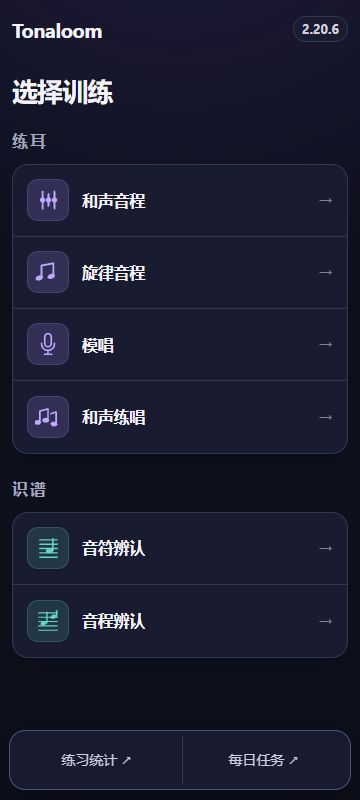 Tonaloom
2.20.6
选择训练
练耳
和声音程 →
旋律音程 →
模唱 →
和声练唱 →
识谱
音符辨认 →
音程辨认 →
练习统计 ↗
每日任务 ↗